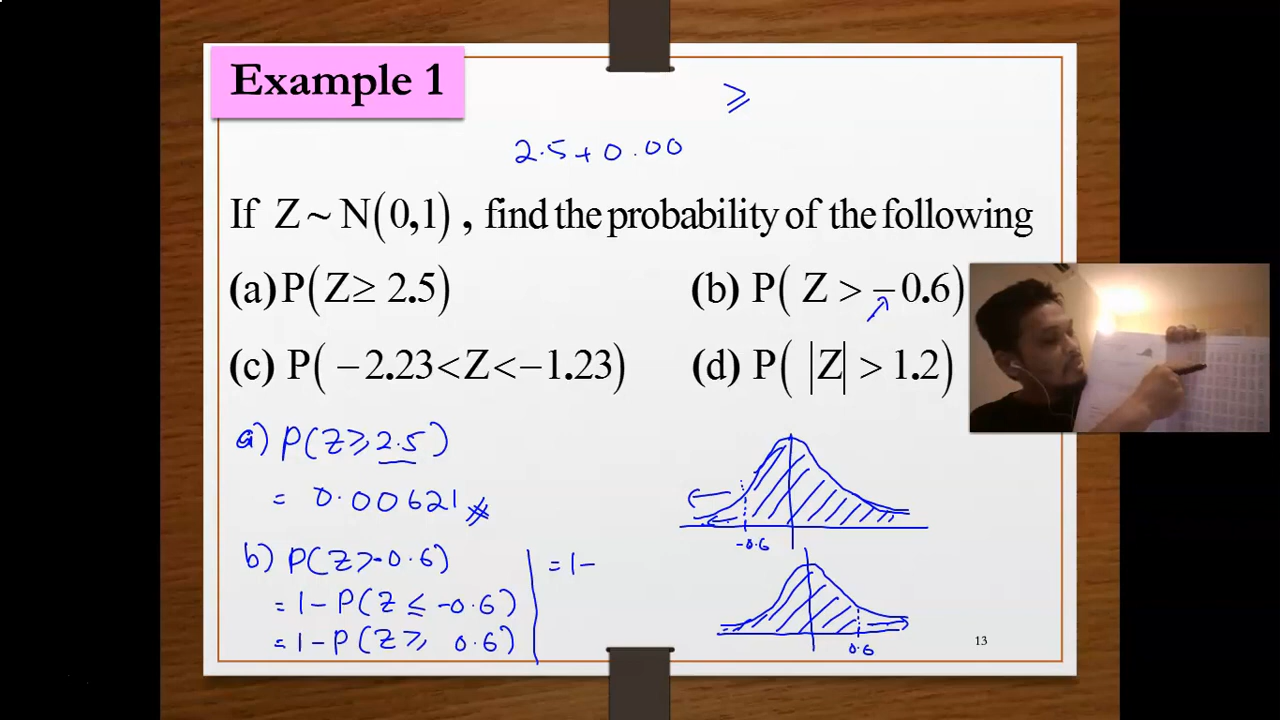 Example 1
≥
2.5+0.00
If Z ~ N(0,1) , find the probability of the following
(a) P(Z ≥ 2.5)
(b) P( Z > −0.6)
(c) P( −2.23 < Z < −1.23)
(d) P( |Z| > 1.2)
a) P(Z ≥ 2.5)
= 0.00621
b) P(Z > -0.6)
= 1 - P(Z ≤ -0.6)
= 1 - P(Z ≥ 0.6)
= 1 -
-0.6
0.6
13